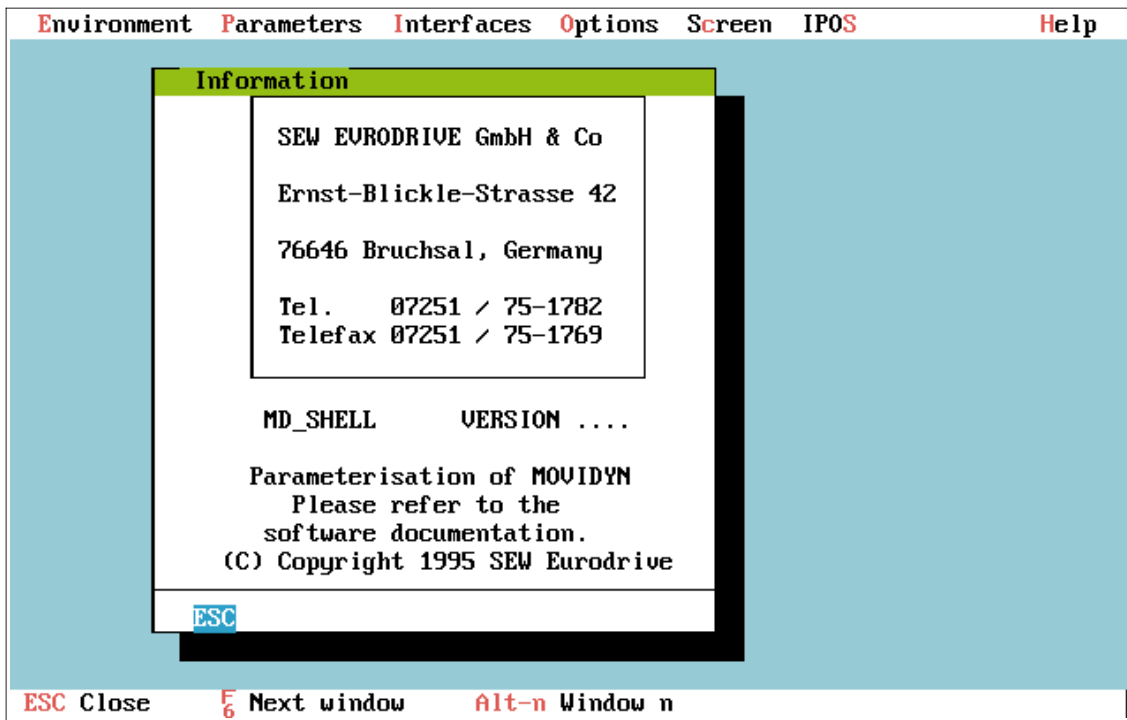 Environment Parameters Interfaces Options Screen IPOS Help
Information
SEW EVRODRIVE GmbH & Co
Ernst-Blickle-Strasse 42
76646 Bruchsal, Germany
Tel. 07251 / 75-1782
Telefax 07251 / 75-1769
MD_SHELL VERSION ....
Parameterisation of MOVIDYN
Please refer to the
software documentation.
(C) Copyright 1995 SEW Eurodrive
ESC
ESC Close F6 Next window Alt-n Window n